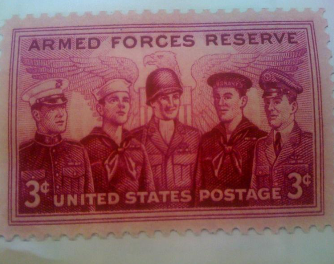 ARMED FORCES RESERVE
3¢ UNITED STATES POSTAGE 3¢